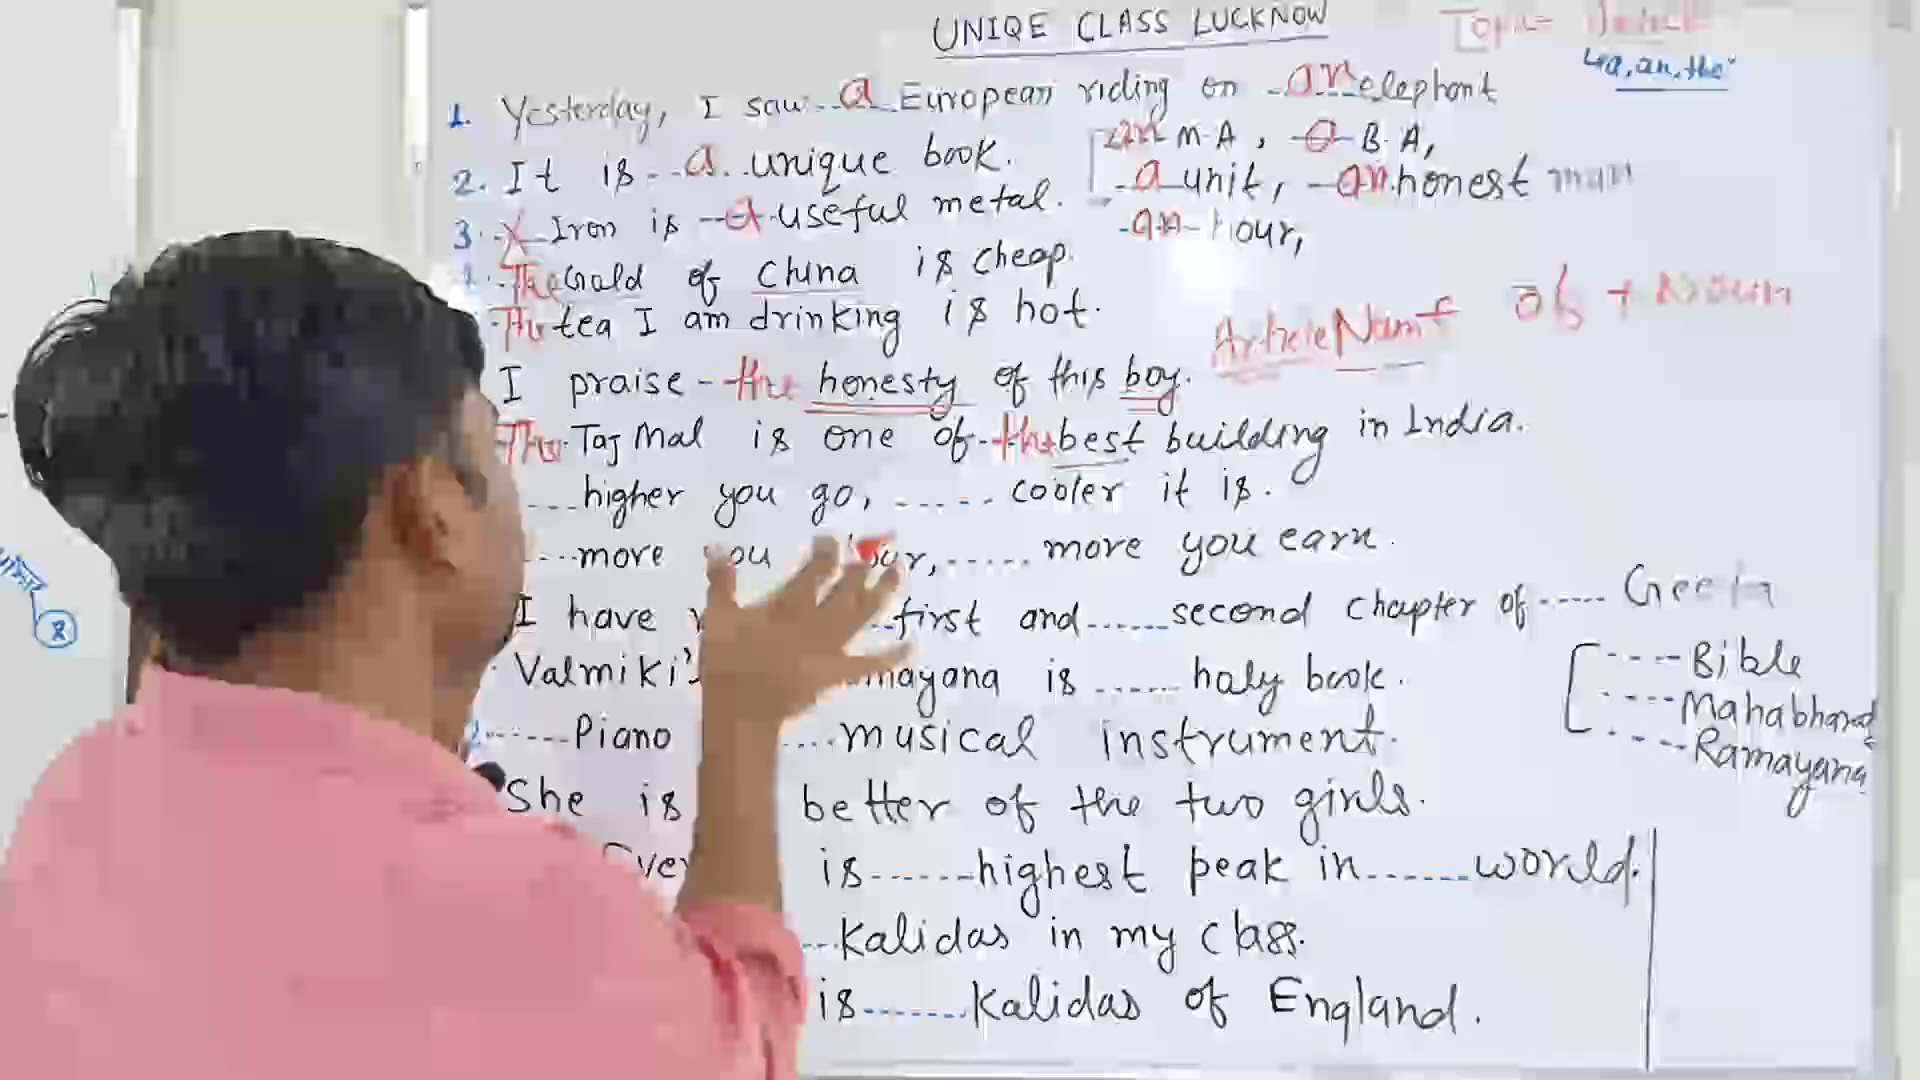 UNIQE CLASS LUCKNOW
Topic=
↳a, an, the
1. Yesterday, I saw a European riding on an elephant
2. It is a unique book.
an M.A, a B.A,
a unit, an honest man
an hour,
3. X Iron is a useful metal.
The Gold of China is cheap.
The tea I am drinking is hot.
Article Name of + Noun
I praise the honesty of this boy.
The Taj Mal is one of the best building in India.
....higher you go, ..... cooler it is.
....more you ...... more you earn.
I have ...first and ......second chapter of ..... Geeta
Valmiki's is ...... holy book.
.....Bible
.....Mahabharat
.....Ramayana
......Piano ....musical instrument.
She is better of the two girls.
is ......highest peak in ......world.
...Kalidas in my class.
is .......Kalidas of England.